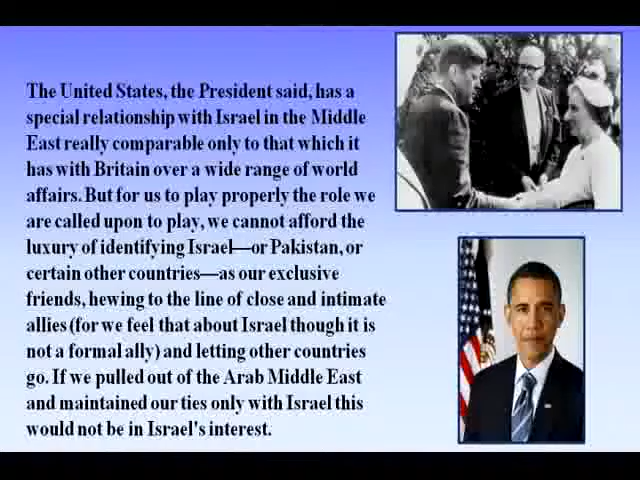 The United States, the President said, has a
special relationship with Israel in the Middle
East really comparable only to that which it
has with Britain over a wide range of world
affairs. But for us to play properly the role we
are called upon to play, we cannot afford the
luxury of identifying Israel—or Pakistan, or
certain other countries—as our exclusive
friends, hewing to the line of close and intimate
allies (for we feel that about Israel though it is
not a formal ally) and letting other countries
go. If we pulled out of the Arab Middle East
and maintained our ties only with Israel this
would not be in Israel's interest.